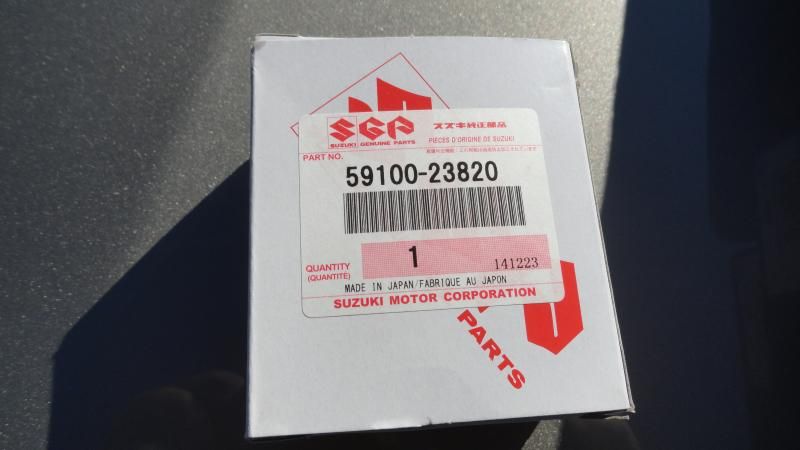 SGP
SUZUKI GENUINE PARTS
スズキ純正部品
PIECES D'ORIGINE DE SUZUKI
PART NO.
59100-23820
QUANTITY
(QUANTITÉ)
1
141223
MADE IN JAPAN/FABRIQUE AU JAPON
SUZUKI MOTOR CORPORATION
PARTS